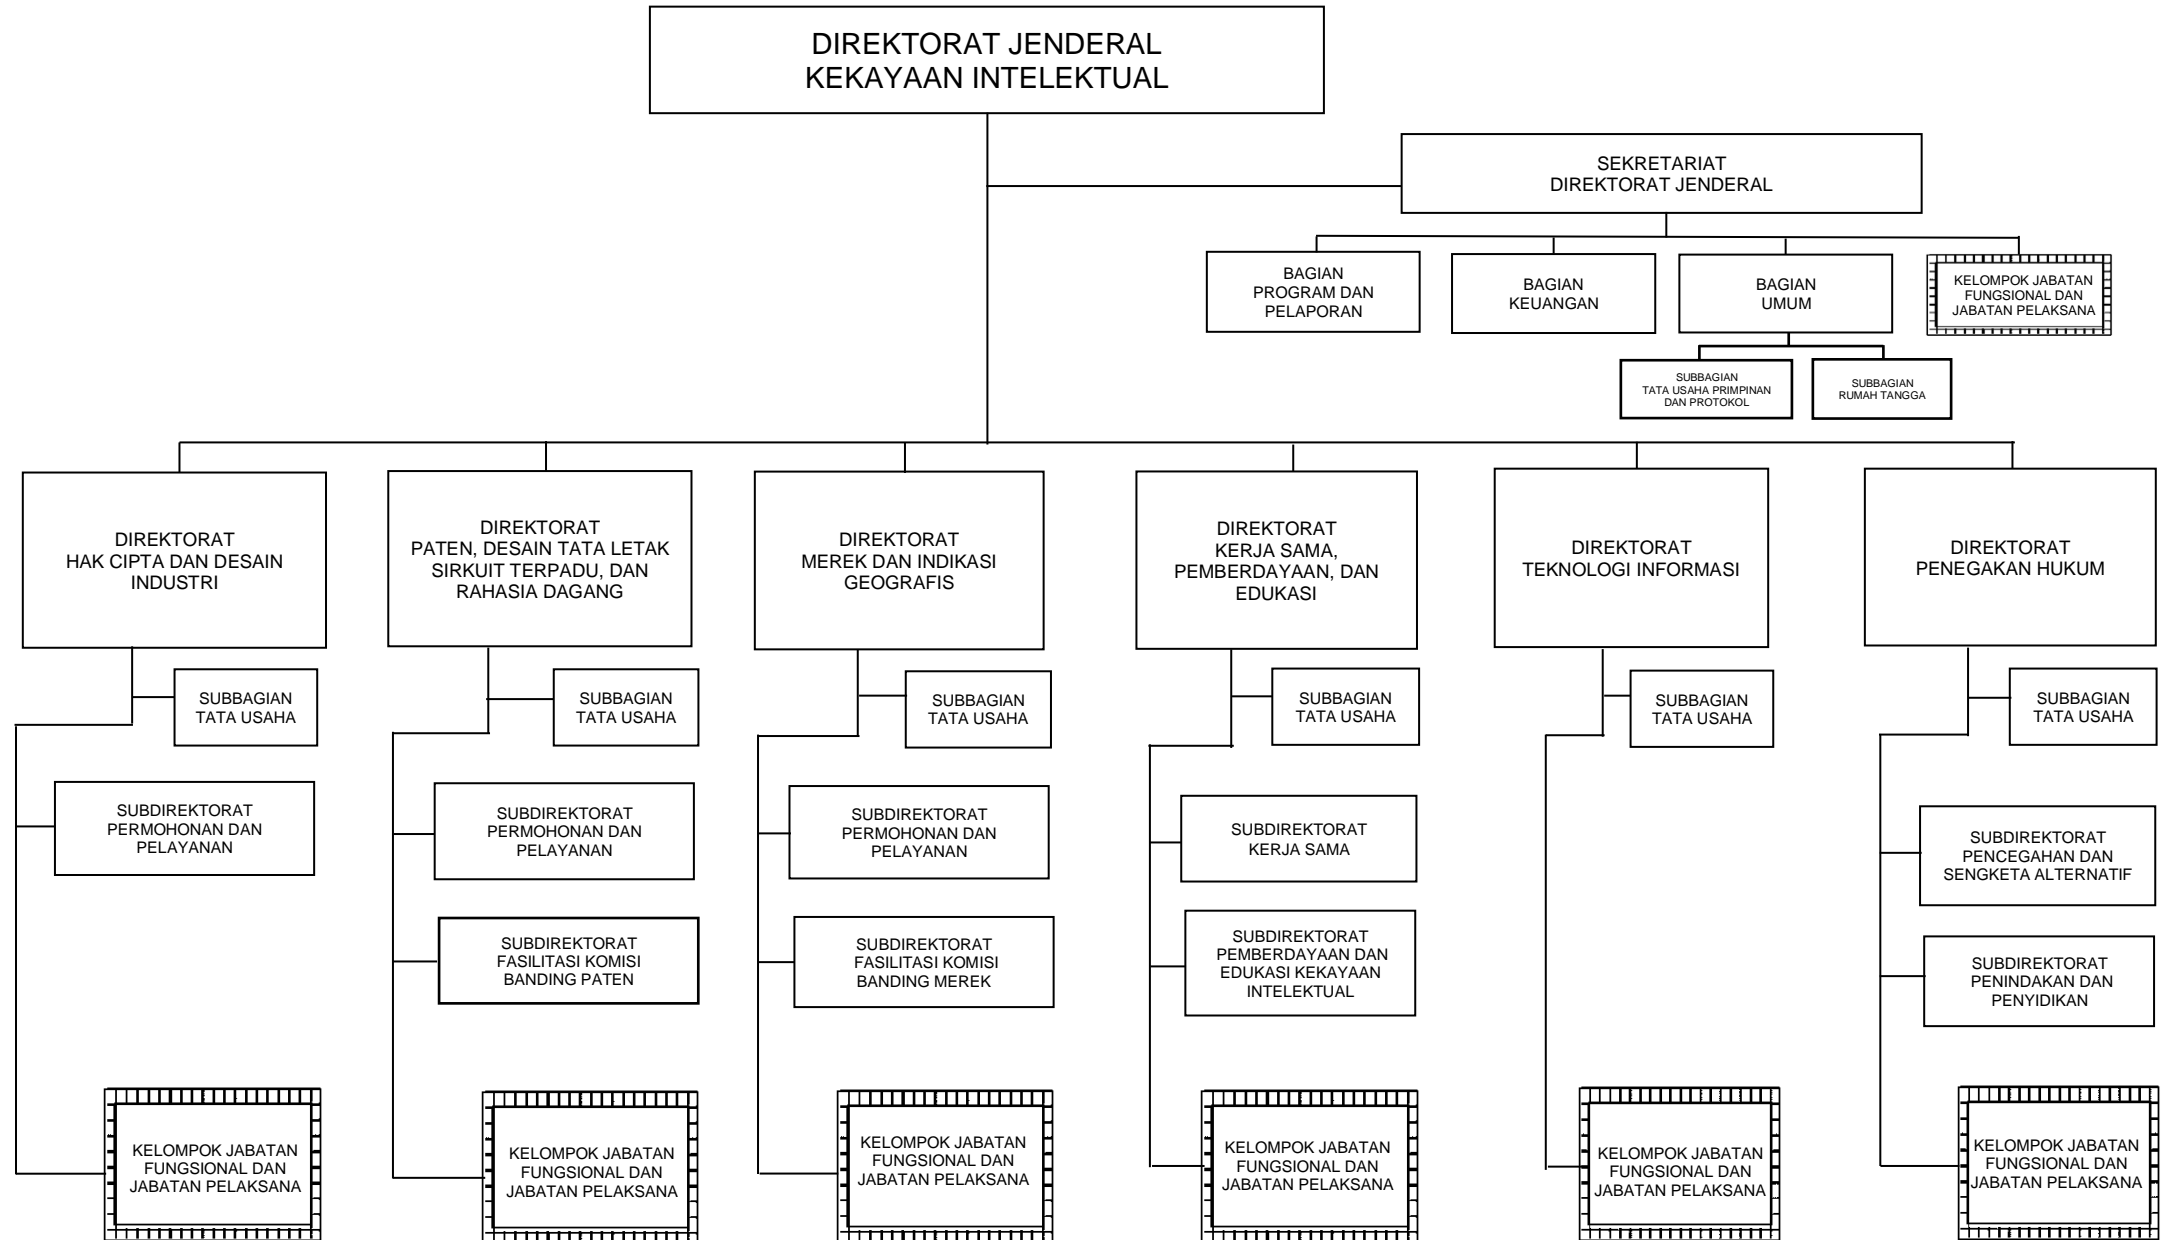 DIREKTORAT JENDERAL
KEKAYAAN INTELEKTUAL
SEKRETARIAT
DIREKTORAT JENDERAL
BAGIAN
PROGRAM DAN
PELAPORAN
BAGIAN
KEUANGAN
BAGIAN
UMUM
KELOMPOK JABATAN
FUNGSIONAL DAN
JABATAN PELAKSANA
SUBBAGIAN
TATA USAHA PRIMPINAN
DAN PROTOKOL
SUBBAGIAN
RUMAH TANGGA
DIREKTORAT
HAK CIPTA DAN DESAIN
INDUSTRI
DIREKTORAT
PATEN, DESAIN TATA LETAK
SIRKUIT TERPADU, DAN
RAHASIA DAGANG
DIREKTORAT
MEREK DAN INDIKASI
GEOGRAFIS
DIREKTORAT
KERJA SAMA,
PEMBERDAYAAN, DAN
EDUKASI
DIREKTORAT
TEKNOLOGI INFORMASI
DIREKTORAT
PENEGAKAN HUKUM
SUBBAGIAN
TATA USAHA
SUBBAGIAN
TATA USAHA
SUBBAGIAN
TATA USAHA
SUBBAGIAN
TATA USAHA
SUBBAGIAN
TATA USAHA
SUBBAGIAN
TATA USAHA
SUBDIREKTORAT
PERMOHONAN DAN
PELAYANAN
SUBDIREKTORAT
PERMOHONAN DAN
PELAYANAN
SUBDIREKTORAT
PERMOHONAN DAN
PELAYANAN
SUBDIREKTORAT
KERJA SAMA
SUBDIREKTORAT
PENCEGAHAN DAN
SENGKETA ALTERNATIF
SUBDIREKTORAT
FASILITASI KOMISI
BANDING PATEN
SUBDIREKTORAT
FASILITASI KOMISI
BANDING MEREK
SUBDIREKTORAT
PEMBERDAYAAN DAN
EDUKASI KEKAYAAN
INTELEKTUAL
SUBDIREKTORAT
PENINDAKAN DAN
PENYIDIKAN
KELOMPOK JABATAN
FUNGSIONAL DAN
JABATAN PELAKSANA
KELOMPOK JABATAN
FUNGSIONAL DAN
JABATAN PELAKSANA
KELOMPOK JABATAN
FUNGSIONAL DAN
JABATAN PELAKSANA
KELOMPOK JABATAN
FUNGSIONAL DAN
JABATAN PELAKSANA
KELOMPOK JABATAN
FUNGSIONAL DAN
JABATAN PELAKSANA
KELOMPOK JABATAN
FUNGSIONAL DAN
JABATAN PELAKSANA